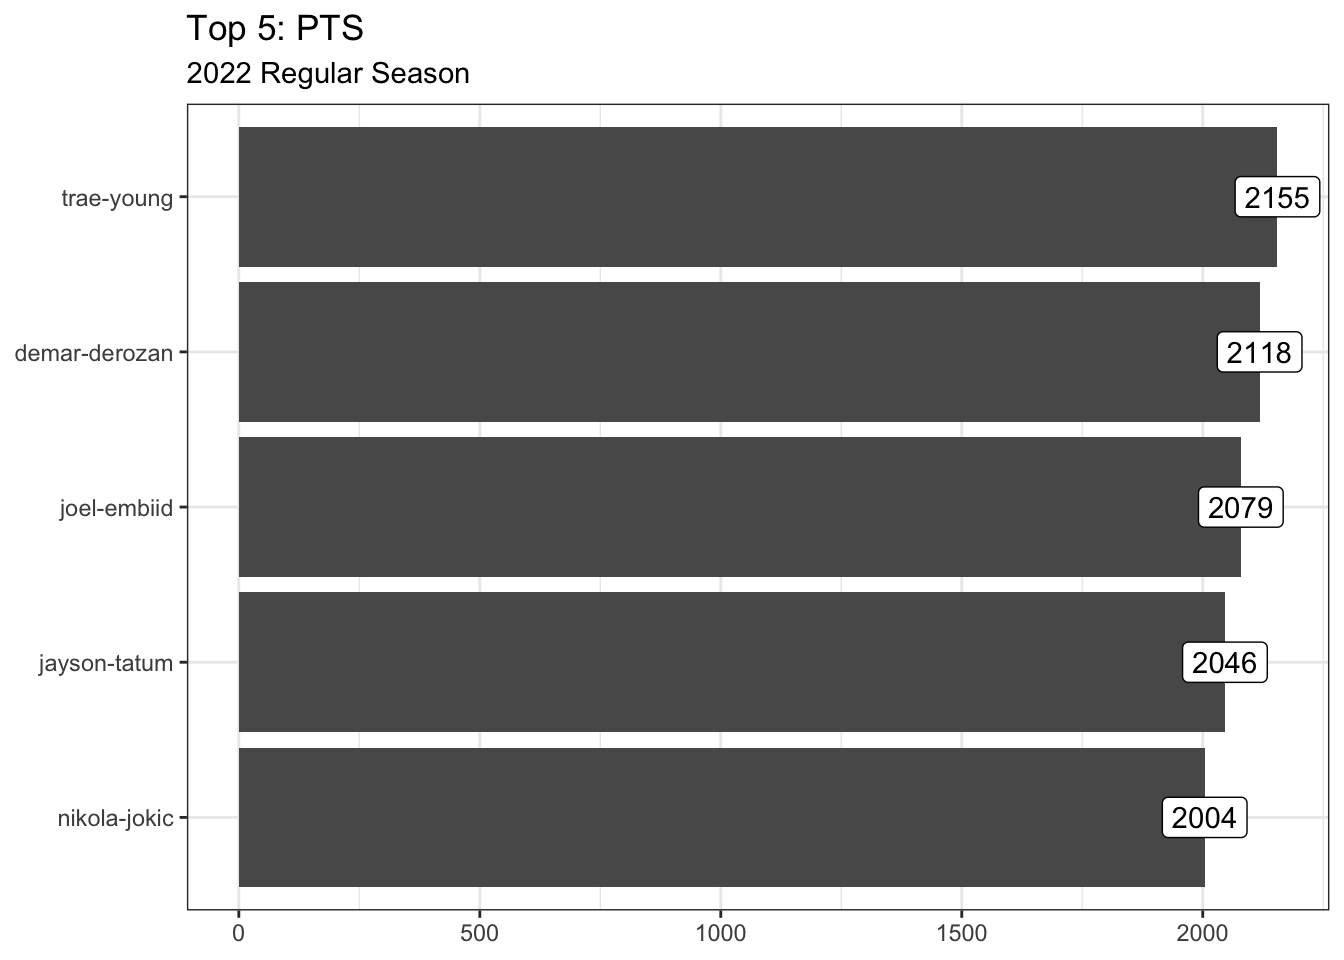 Top 5: PTS
2022 Regular Season
trae-young
2155
demar-derozan
2118
joel-embiid
2079
jayson-tatum
2046
nikola-jokic
2004
0 500 1000 1500 2000